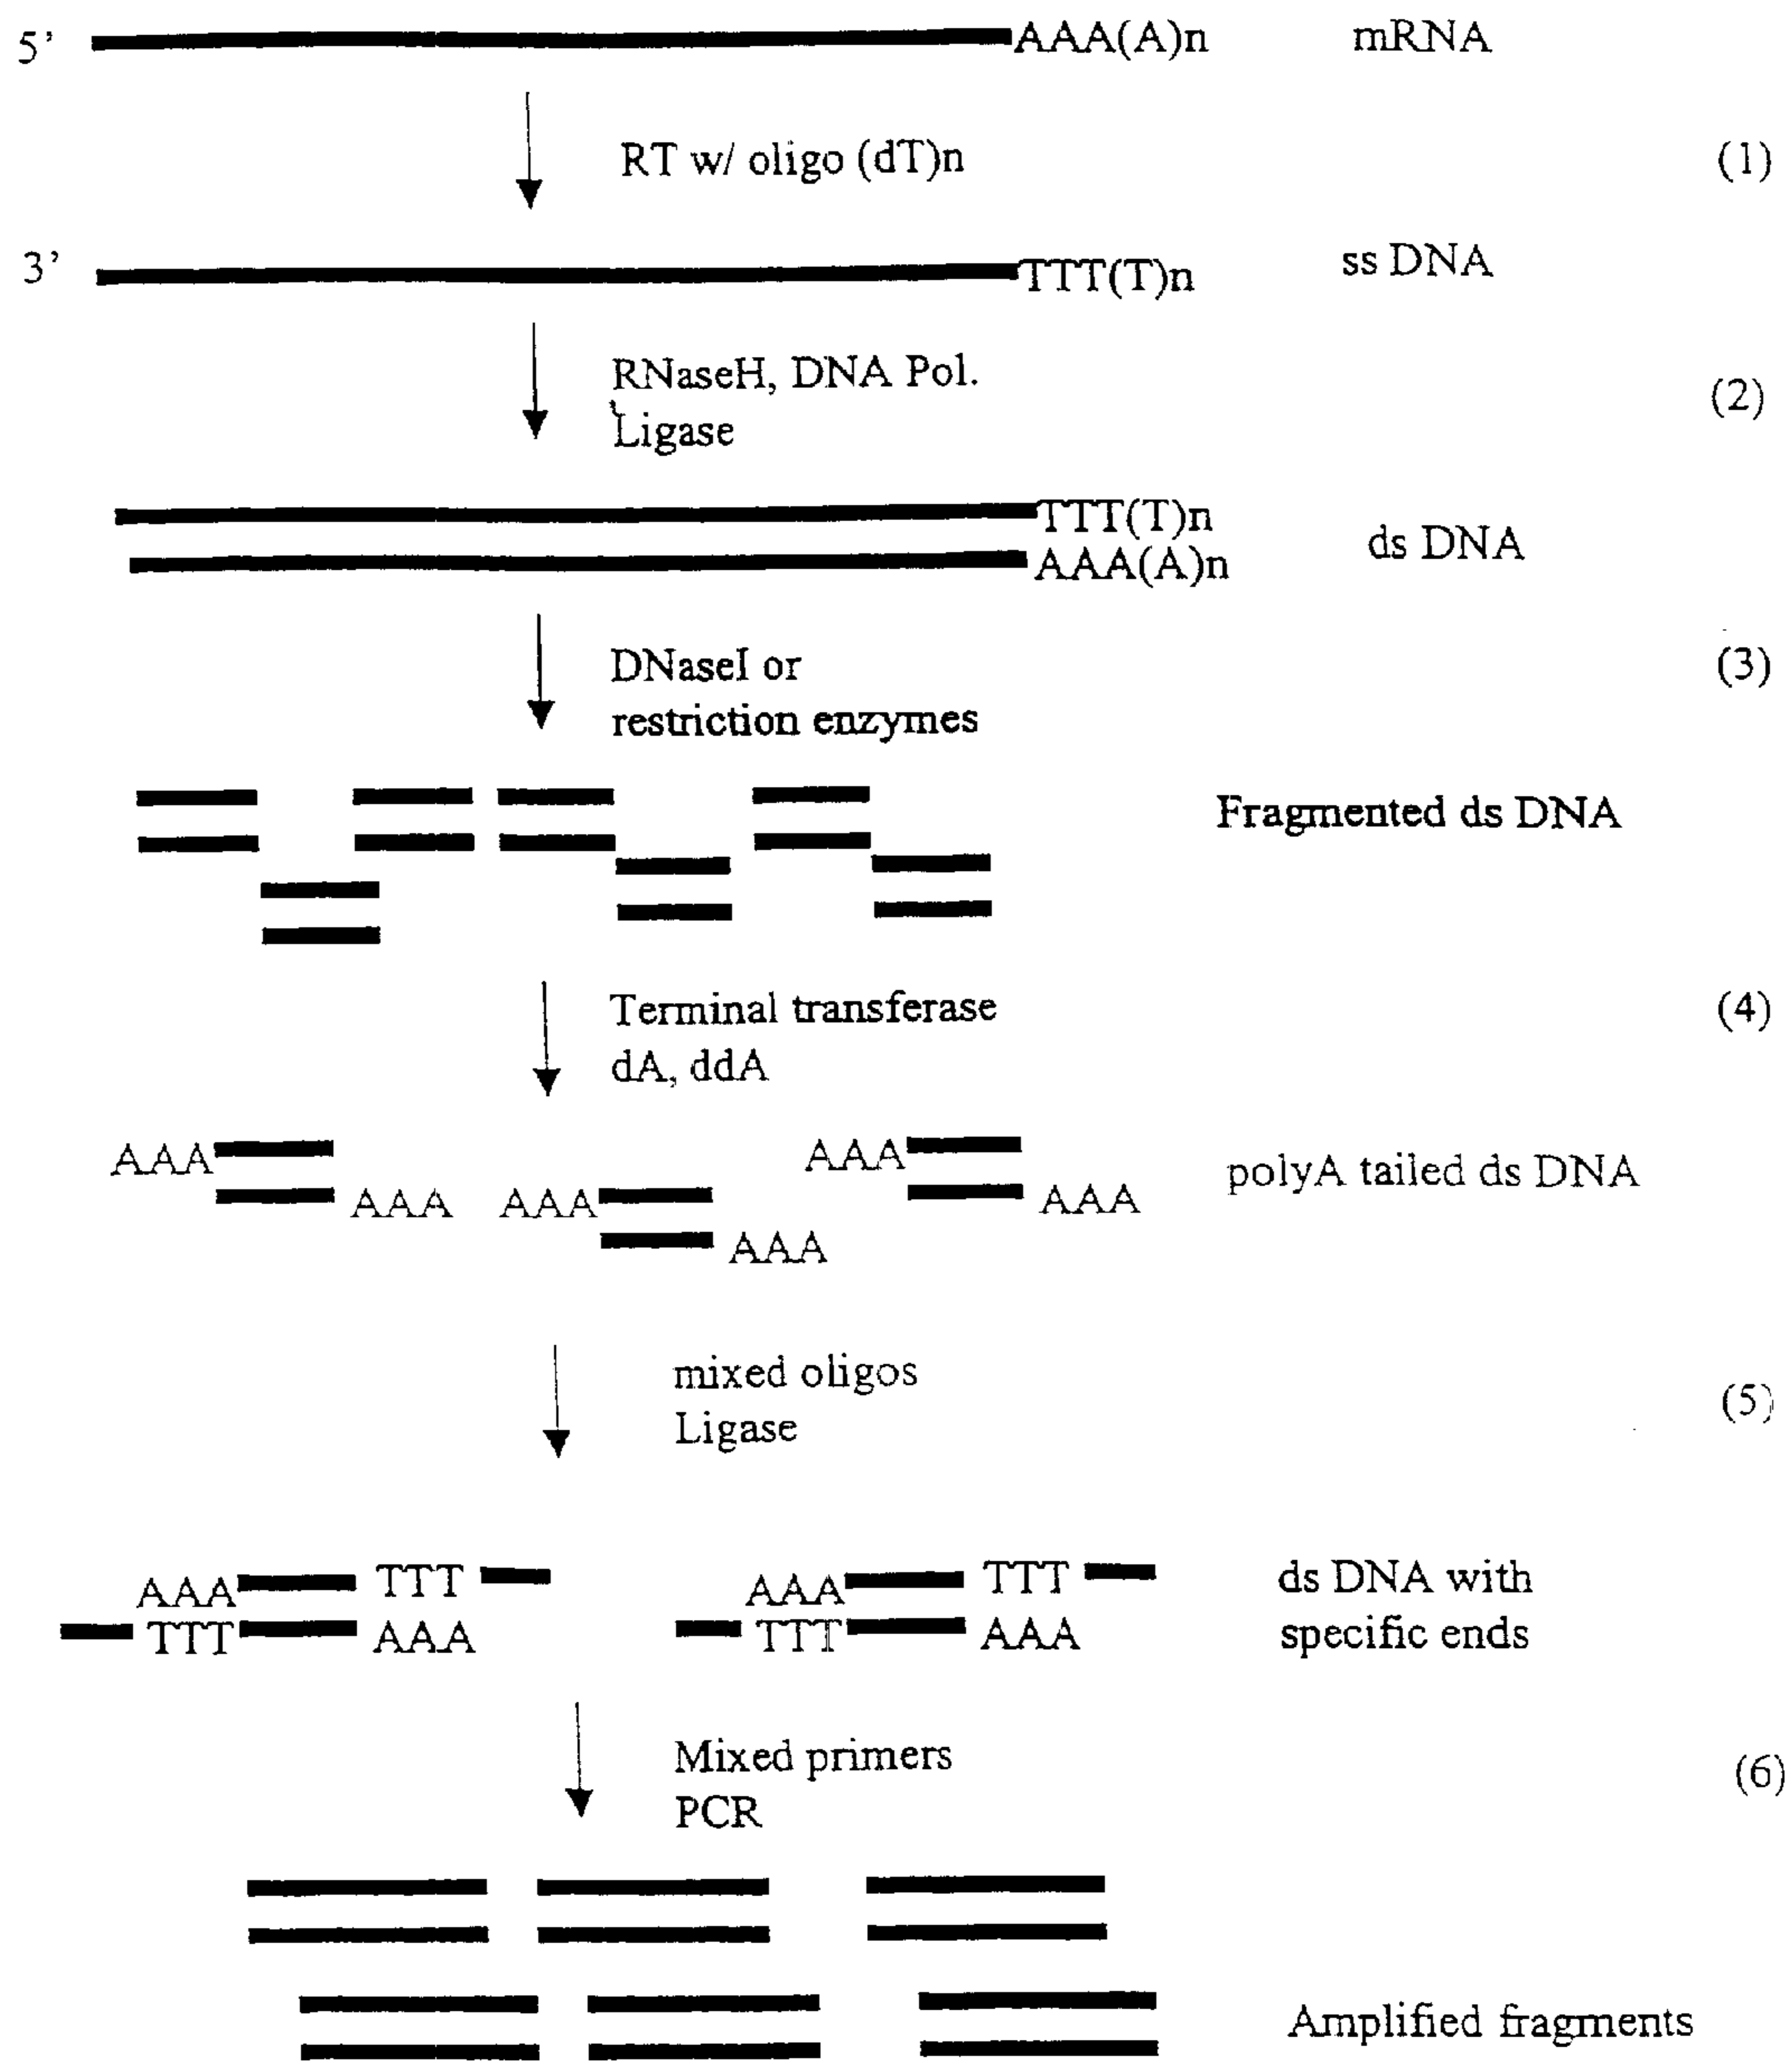 5’ AAA(A)n mRNA
RT w/ oligo (dT)n (1)
3’ TTT(T)n ss DNA
RNaseH, DNA Pol.
Ligase (2)
TTT(T)n
AAA(A)n ds DNA
DNaseI or (3)
restriction enzymes
Fragmented ds DNA
Terminal transferase (4)
dA, ddA
AAA AAA polyA tailed ds DNA
AAA AAA AAA
AAA
mixed oligos (5)
Ligase
AAA TTT AAA TTT ds DNA with
TTT AAA TTT AAA specific ends
Mixed primers (6)
PCR
Amplified fragments